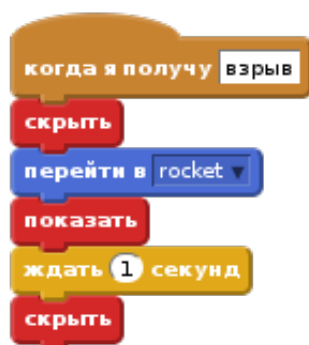 когда я получу взрыв
скрыть
перейти в rocket
показать
ждать 1 секунд
скрыть